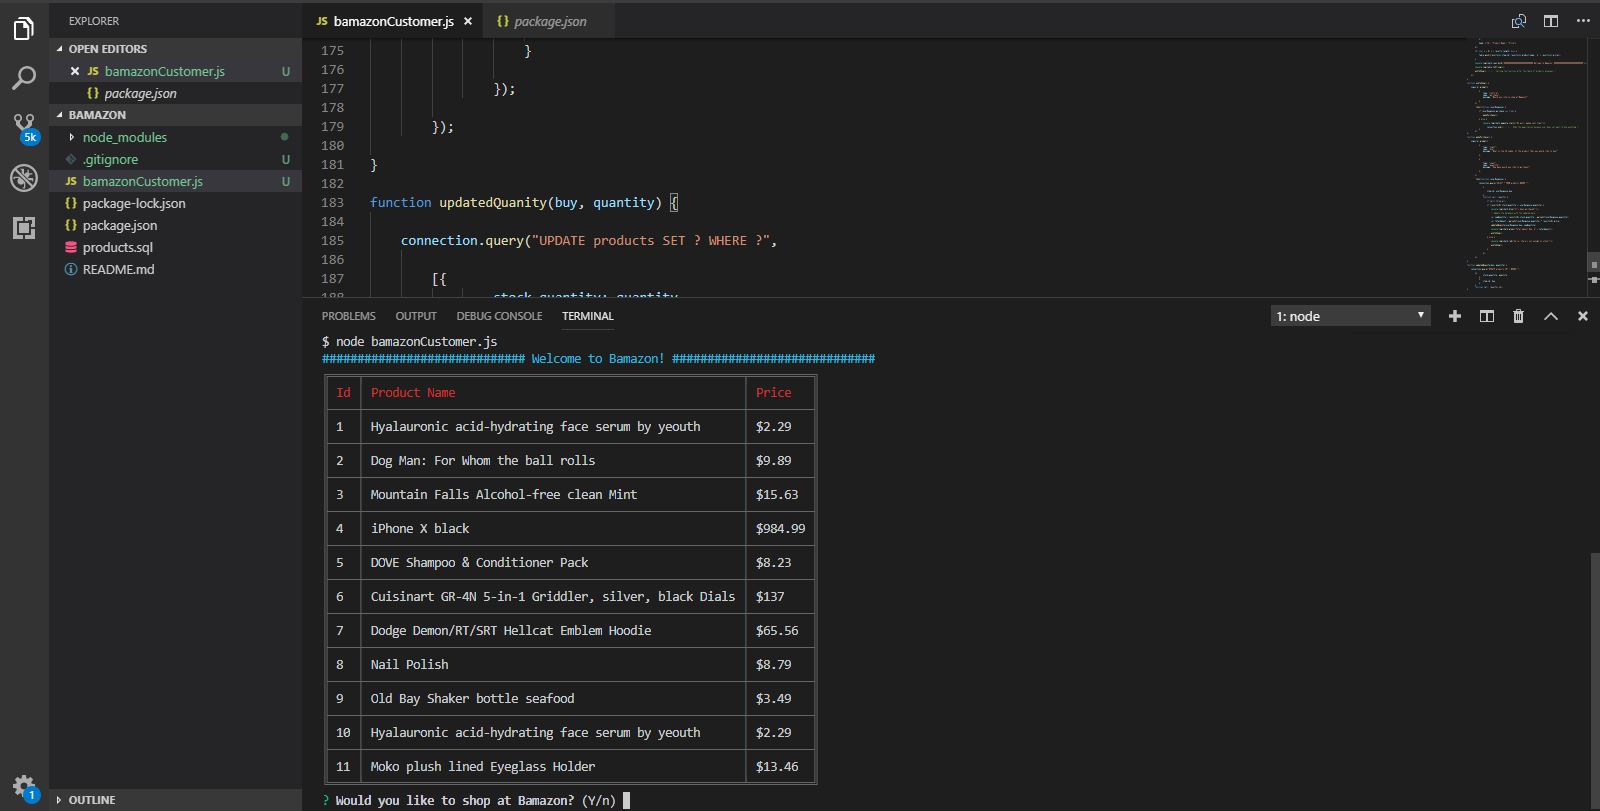 EXPLORER
OPEN EDITORS
JS bamazonCustomer.js U
{} package.json
BAMAZON
node_modules
.gitignore U
JS bamazonCustomer.js U
{} package-lock.json
{} package.json
products.sql
README.md
OUTLINE
5k
1
JS bamazonCustomer.js
{} package.json
175 }
176
177 });
178
179 });
180
181 }
182
183 function updatedQuanity(buy, quantity) {
184
185 connection.query("UPDATE products SET ? WHERE ?",
186
187 [{
188 stock_quantity: quantity
PROBLEMS OUTPUT DEBUG CONSOLE TERMINAL 1: node
$ node bamazonCustomer.js
############################# Welcome to Bamazon! #############################
Id Product Name Price
1 Hyalauronic acid-hydrating face serum by yeouth $2.29
2 Dog Man: For Whom the ball rolls $9.89
3 Mountain Falls Alcohol-free clean Mint $15.63
4 iPhone X black $984.99
5 DOVE Shampoo & Conditioner Pack $8.23
6 Cuisinart GR-4N 5-in-1 Griddler, silver, black Dials $137
7 Dodge Demon/RT/SRT Hellcat Emblem Hoodie $65.56
8 Nail Polish $8.79
9 Old Bay Shaker bottle seafood $3.49
10 Hyalauronic acid-hydrating face serum by yeouth $2.29
11 Moko plush lined Eyeglass Holder $13.46
? Would you like to shop at Bamazon? (Y/n)